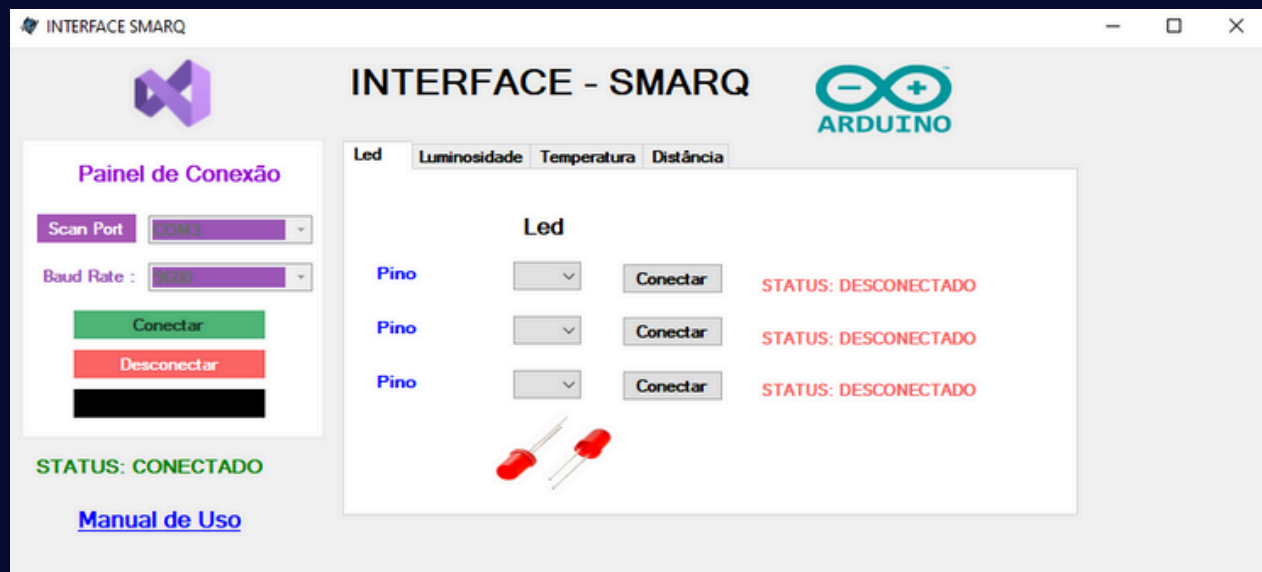 INTERFACE SMARQ
INTERFACE - SMARQ
ARDUINO
Painel de Conexão
Scan Port COM3
Baud Rate : 9600
Conectar
Desconectar
STATUS: CONECTADO
Manual de Uso
Led Luminosidade Temperatura Distância
Led
Pino Conectar STATUS: DESCONECTADO
Pino Conectar STATUS: DESCONECTADO
Pino Conectar STATUS: DESCONECTADO